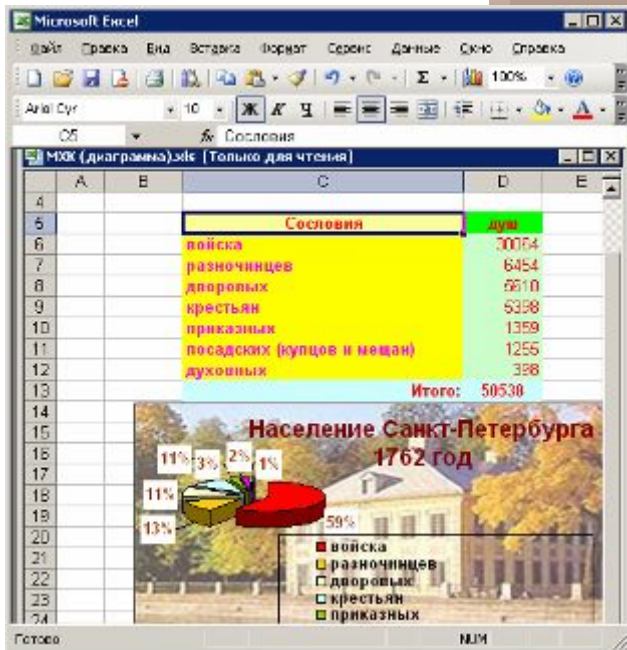 Microsoft Excel
Файл Правка Вид Вставка Формат Сервис Данные Окно Справка
100%
Arial Cyr 10 Ж К Ч
C5 fx Сословия
МХК (диаграмма).xls [Только для чтения]
A B C D E
4
5 Сословия душ
6 войска 30064
7 разночинцев 6454
8 дворовых 5610
9 крестьян 5398
10 приказных 1359
11 посадских (купцов и мещан) 1255
12 духовных 398
13 Итого: 50538
14
15 Население Санкт-Петербурга
16 1762 год
11% 3% 2% 1%
17
18 11%
19 59%
20 13%
21 войска
разночинцев
22 дворовых
23 крестьян
24 приказных
Готово NUM